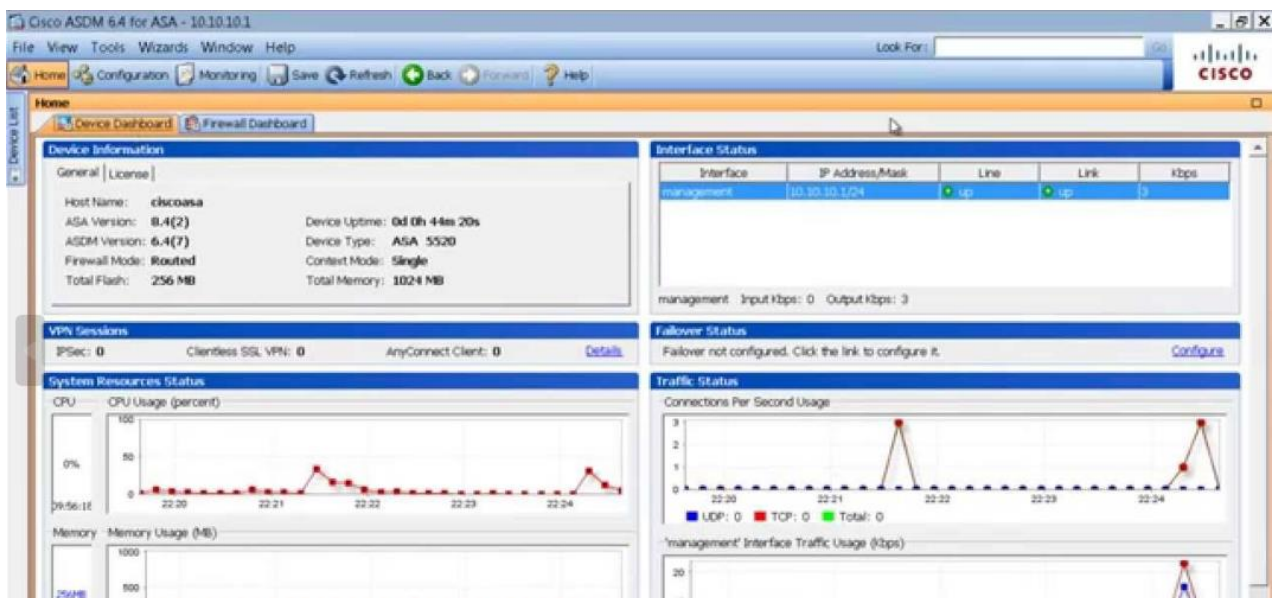 Cisco ASDM 6.4 for ASA - 10.10.10.1
File View Tools Wizards Window Help
Look For:
Go
Home Configuration Monitoring Save Refresh Back Forward Help
CISCO
Device List
Home
Device Dashboard Firewall Dashboard
Device Information
General License
Host Name: ciscoasa
ASA Version: 8.4(2) Device Uptime: 0d 0h 44m 20s
ASDM Version: 6.4(7) Device Type: ASA 5520
Firewall Mode: Routed Context Mode: Single
Total Flash: 256 MB Total Memory: 1024 MB
Interface Status
Interface IP Address/Mask Line Link Kbps
management 10.10.10.1/24 up up 3
management Input Kbps: 0 Output Kbps: 3
VPN Sessions
IPSec: 0 Clientless SSL VPN: 0 AnyConnect Client: 0 Details
Failover Status
Failover not configured. Click the link to configure it. Configure
System Resources Status
CPU CPU Usage (percent)
100
50
0
0%
22:20 22:21 22:22 22:23 22:24
Memory Memory Usage (MB)
1000
500
256MB
Traffic Status
Connections Per Second Usage
3
2
1
0
22:20 22:21 22:22 22:23 22:24
UDP: 0 TCP: 0 Total: 0
'management' Interface Traffic Usage (Kbps)
20